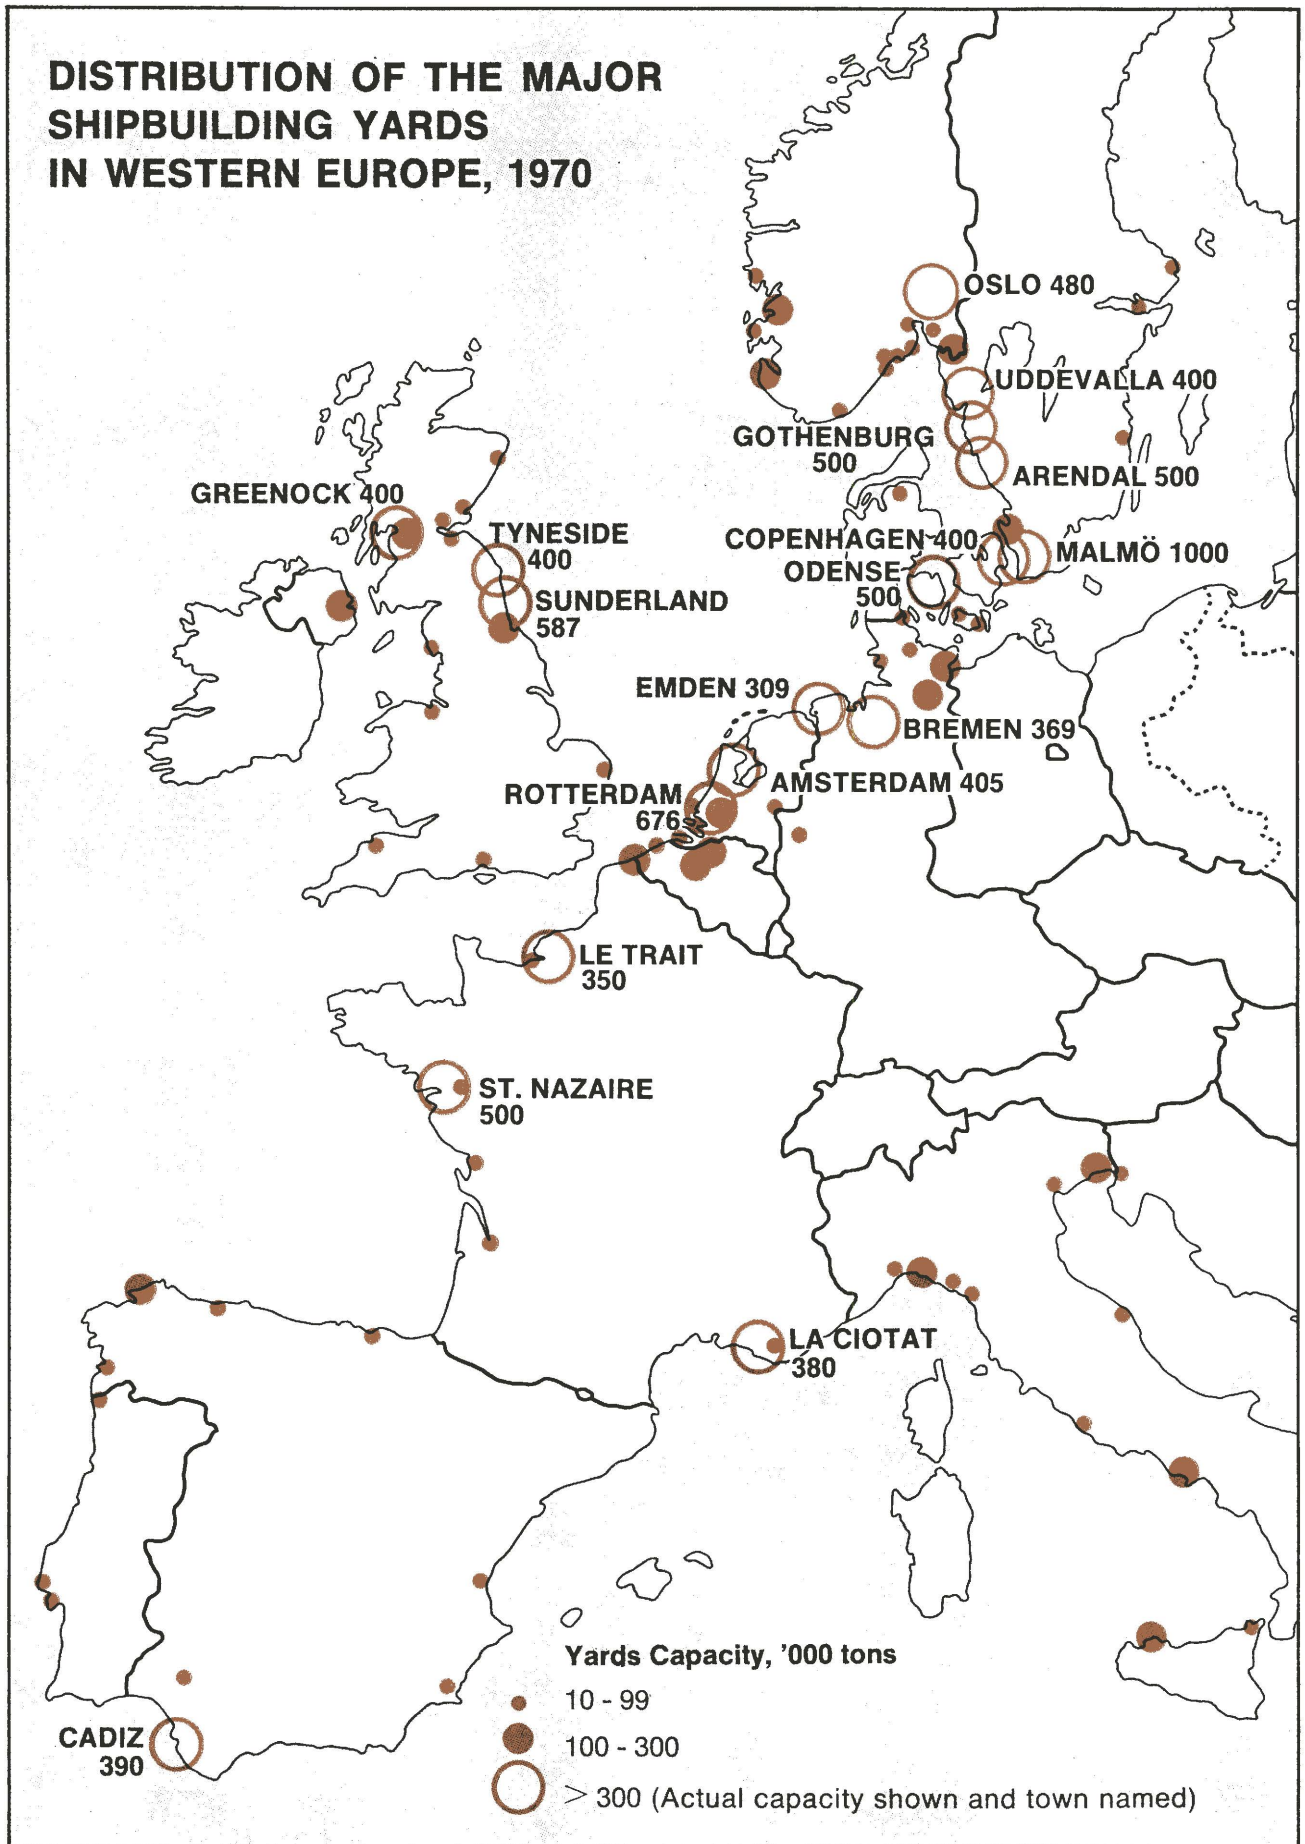 DISTRIBUTION OF THE MAJOR
SHIPBUILDING YARDS
IN WESTERN EUROPE, 1970
OSLO 480
UDDEVALLA 400
GOTHENBURG
500
ARENDAL 500
GREENOCK 400
TYNESIDE
400
COPENHAGEN 400
MALMÖ 1000
ODENSE
500
SUNDERLAND
587
EMDEN 309
BREMEN 369
AMSTERDAM 405
ROTTERDAM
676
LE TRAIT
350
ST. NAZAIRE
500
LA CIOTAT
380
CADIZ
390
Yards Capacity, '000 tons
10 - 99
100 - 300
> 300 (Actual capacity shown and town named)